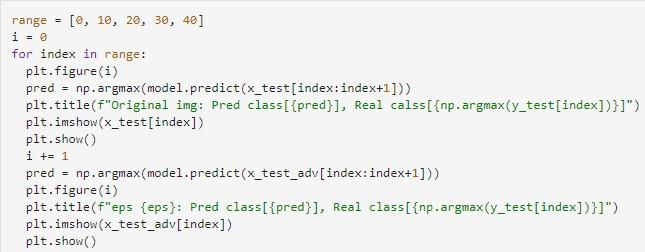 range = [0, 10, 20, 30, 40]
i = 0
for index in range:
  plt.figure(i)
  pred = np.argmax(model.predict(x_test[index:index+1]))
  plt.title(f"Original img: Pred class[{pred}], Real calss[{np.argmax(y_test[index])}]")
  plt.imshow(x_test[index])
  plt.show()
  i += 1
  pred = np.argmax(model.predict(x_test_adv[index:index+1]))
  plt.figure(i)
  plt.title(f"eps {eps}: Pred class[{pred}], Real class[{np.argmax(y_test[index])}]")
  plt.imshow(x_test_adv[index])
  plt.show()